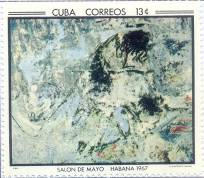 CUBA CORREOS 13¢
SALON DE MAYO HABANA 1967